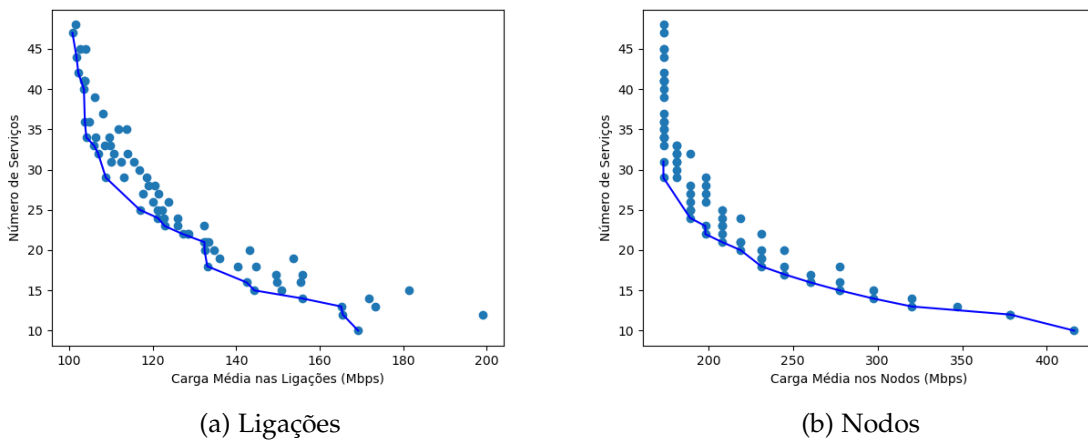 45
40
35
30
25
20
15
10
Número de Serviços
100 120 140 160 180 200
Carga Média nas Ligações (Mbps)
(a) Ligações
45
40
35
30
25
20
15
10
Número de Serviços
200 250 300 350 400
Carga Média nos Nodos (Mbps)
(b) Nodos